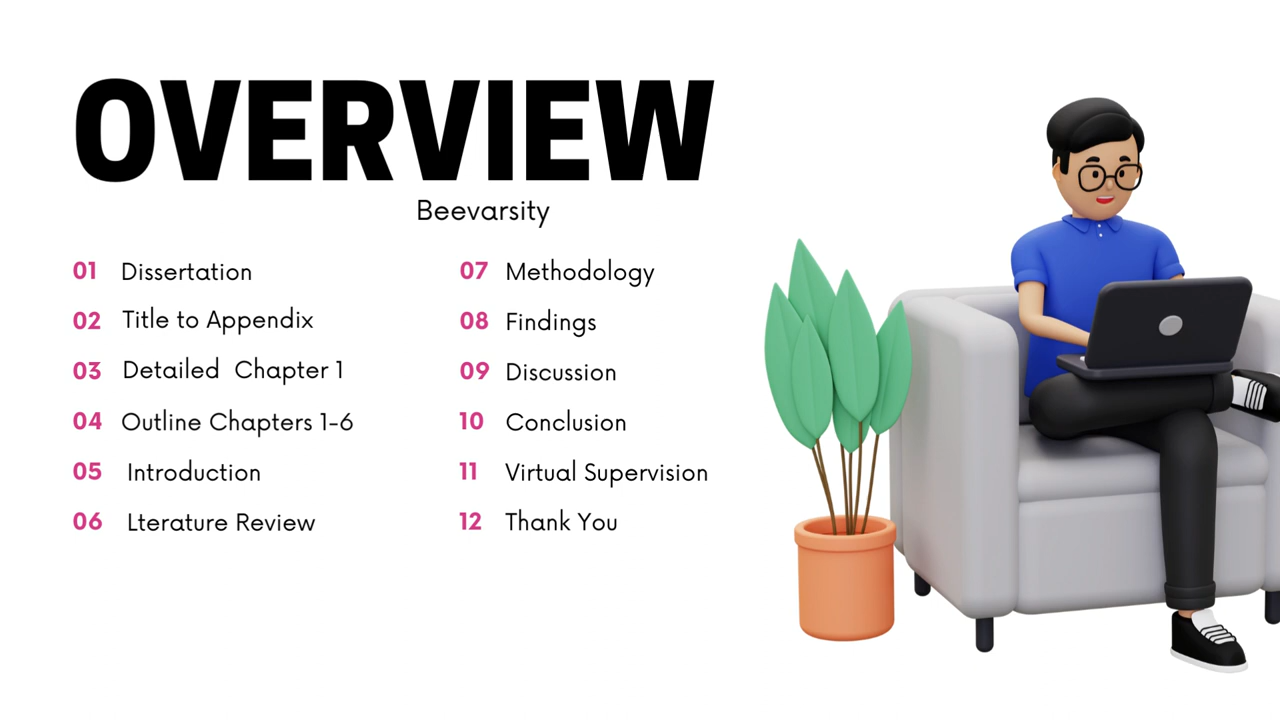 OVERVIEW
Beevarsity
01 Dissertation
02 Title to Appendix
03 Detailed Chapter 1
04 Outline Chapters 1-6
05 Introduction
06 Lterature Review
07 Methodology
08 Findings
09 Discussion
10 Conclusion
11 Virtual Supervision
12 Thank You